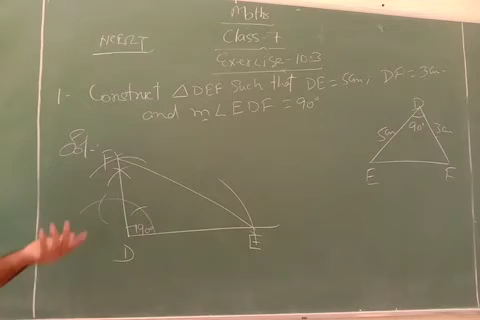 Maths
NCERT
Class-7
Exercise-10.3
1- Construct △DEF such that DE=5cm, DF=3cm.
and m∠EDF=90°
Sol-:
D
5cm 90° 3cm
E F
F
90°
D E